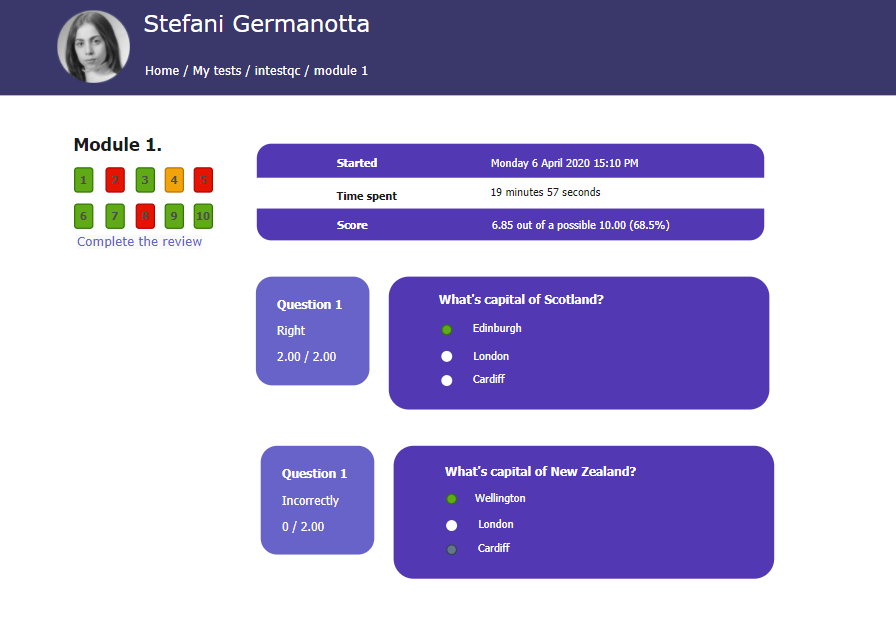 Stefani Germanotta
Home / My tests / intestqc / module 1
Module 1.
1 2 3 4 5
6 7 8 9 10
Complete the review
Started Monday 6 April 2020 15:10 PM
Time spent 19 minutes 57 seconds
Score 6.85 out of a possible 10.00 (68.5%)
Question 1
Right
2.00 / 2.00
What's capital of Scotland?
Edinburgh
London
Cardiff
Question 1
Incorrectly
0 / 2.00
What's capital of New Zealand?
Wellington
London
Cardiff